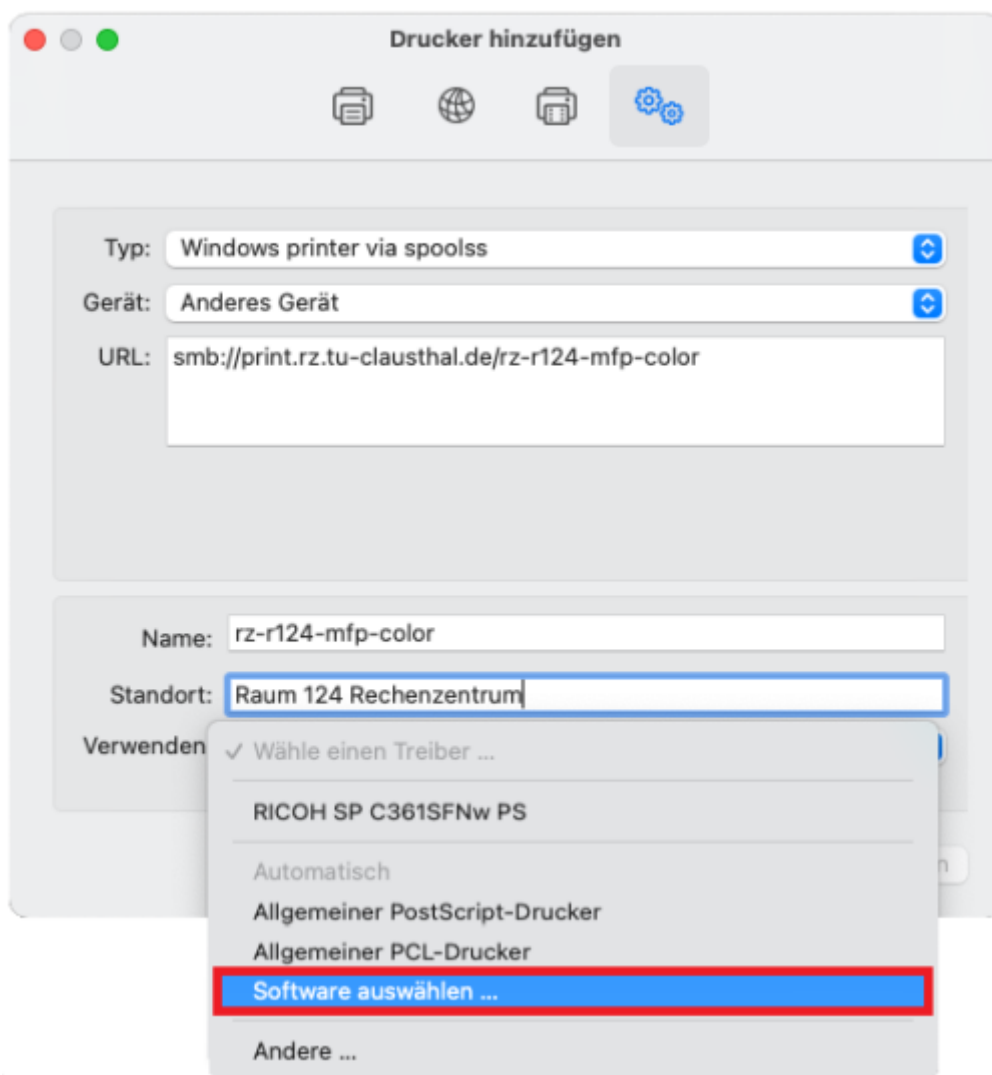 Drucker hinzufügen
Typ: Windows printer via spoolss
Gerät: Anderes Gerät
URL: smb://print.rz.tu-clausthal.de/rz-r124-mfp-color
Name: rz-r124-mfp-color
Standort: Raum 124 Rechenzentrum
Verwenden
✓ Wähle einen Treiber ...
RICOH SP C361SFNw PS
Automatisch
Allgemeiner PostScript-Drucker
Allgemeiner PCL-Drucker
Software auswählen ...
Andere ...